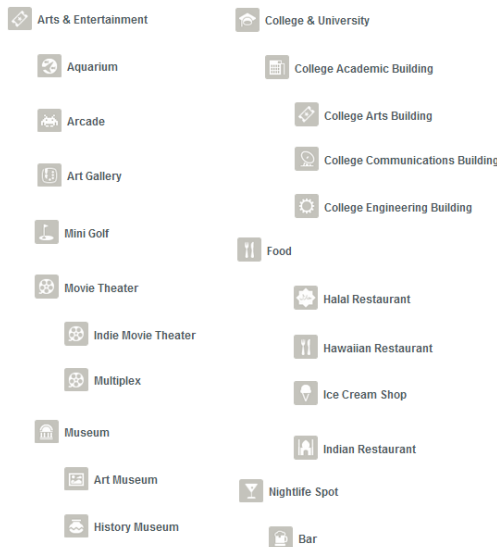 Arts & Entertainment
Aquarium
Arcade
Art Gallery
Mini Golf
Movie Theater
Indie Movie Theater
Multiplex
Museum
Art Museum
History Museum
College & University
College Academic Building
College Arts Building
College Communications Building
College Engineering Building
Food
Halal Restaurant
Hawaiian Restaurant
Ice Cream Shop
Indian Restaurant
Nightlife Spot
Bar